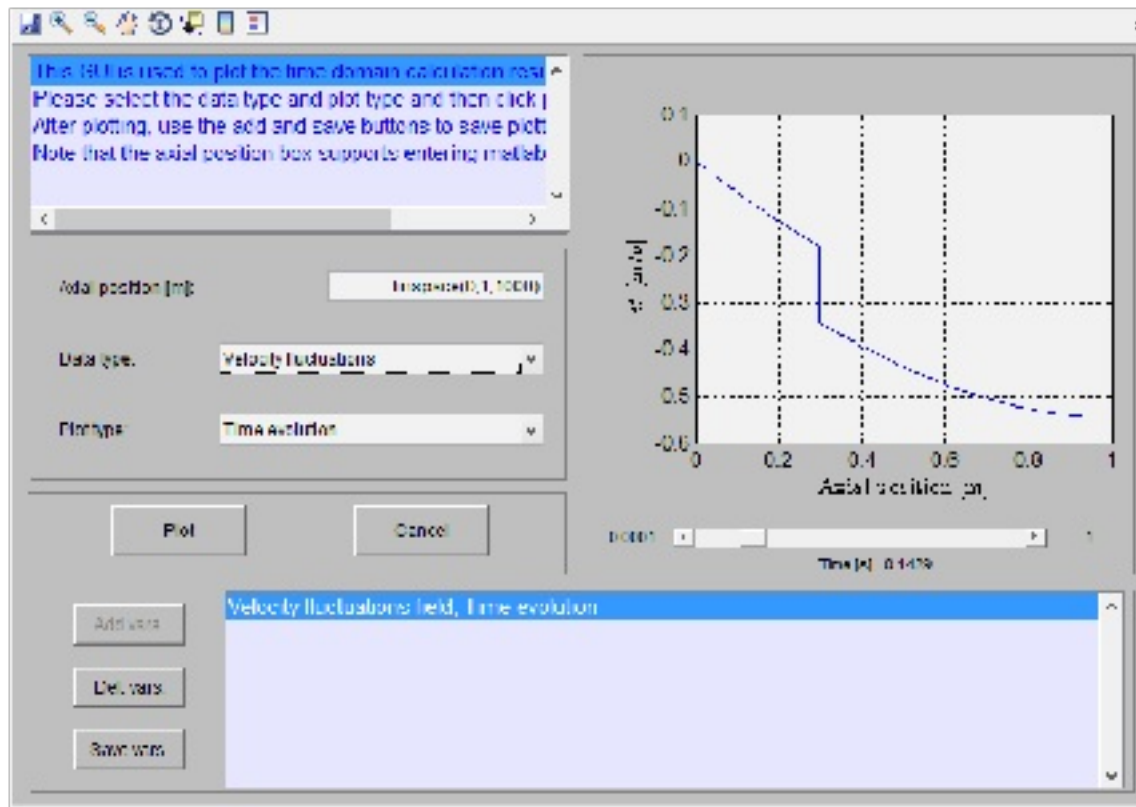 This GUI is used to plot the time domain calculation resu
Please select the data type and plot type and then click p
After plotting, use the add and save buttons to save plott
Note that the axial position box supports entering matlab
Axial position [m]:
linspace(0,1,1000)
Data type:
Velocity fluctuations
Plot type:
Time evolution
Plot
Cancel
0.1
0
-0.1
-0.2
-0.3
-0.4
-0.5
-0.6
0 0.2 0.4 0.6 0.8 1
Axial position [m]
0.0001
1
Time [s]:
Add vars
Del. vars.
Save vars
Velocity fluctuations field, Time evolution